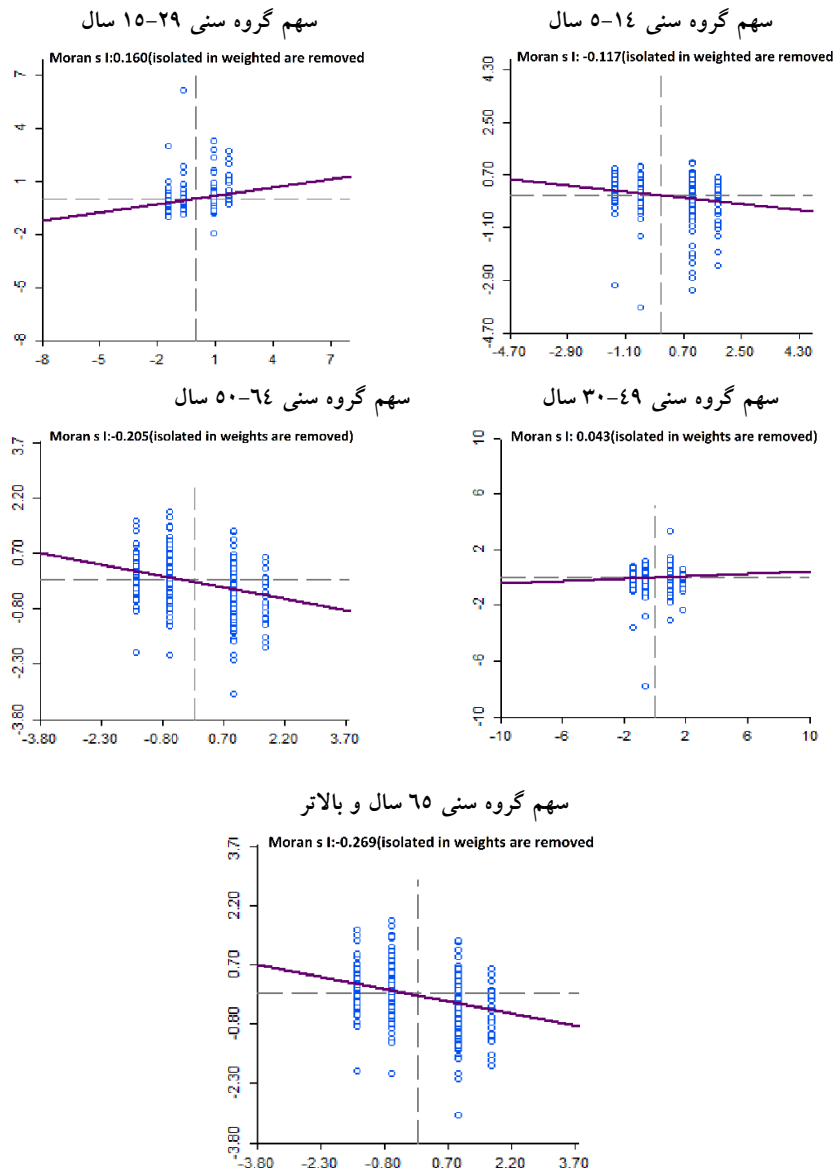 سهم گروه سنی ١٤-٥ سال
سهم گروه سنی ٢٩-١٥ سال
Moran s I: -0.117(isolated in weighted are removed
4.30
2.50
0.70
-1.10
-2.90
-4.70
-4.70 -2.90 -1.10 0.70 2.50 4.30
Moran s I:0.160(isolated in weighted are removed
7
4
1
-2
-5
-8
-8 -5 -2 1 4 7
سهم گروه سنی ٤٩-٣٠ سال
سهم گروه سنی ٦٤-٥٠ سال
Moran s I: 0.043(isolated in weights are removed)
10
6
2
-2
-6
-10
-10 -6 -2 2 6 10
Moran s I:-0.205(isolated in weights are removed)
3.7
2.20
0.70
-0.80
-2.30
-3.80
-3.80 -2.30 -0.80 0.70 2.20 3.70
سهم گروه سنی ٦٥ سال و بالاتر
Moran s I:-0.269(isolated in weights are removed
3.7
2.20
0.70
-0.80
-2.30
-3.80
-3.80 -2.30 -0.80 0.70 2.20 3.70